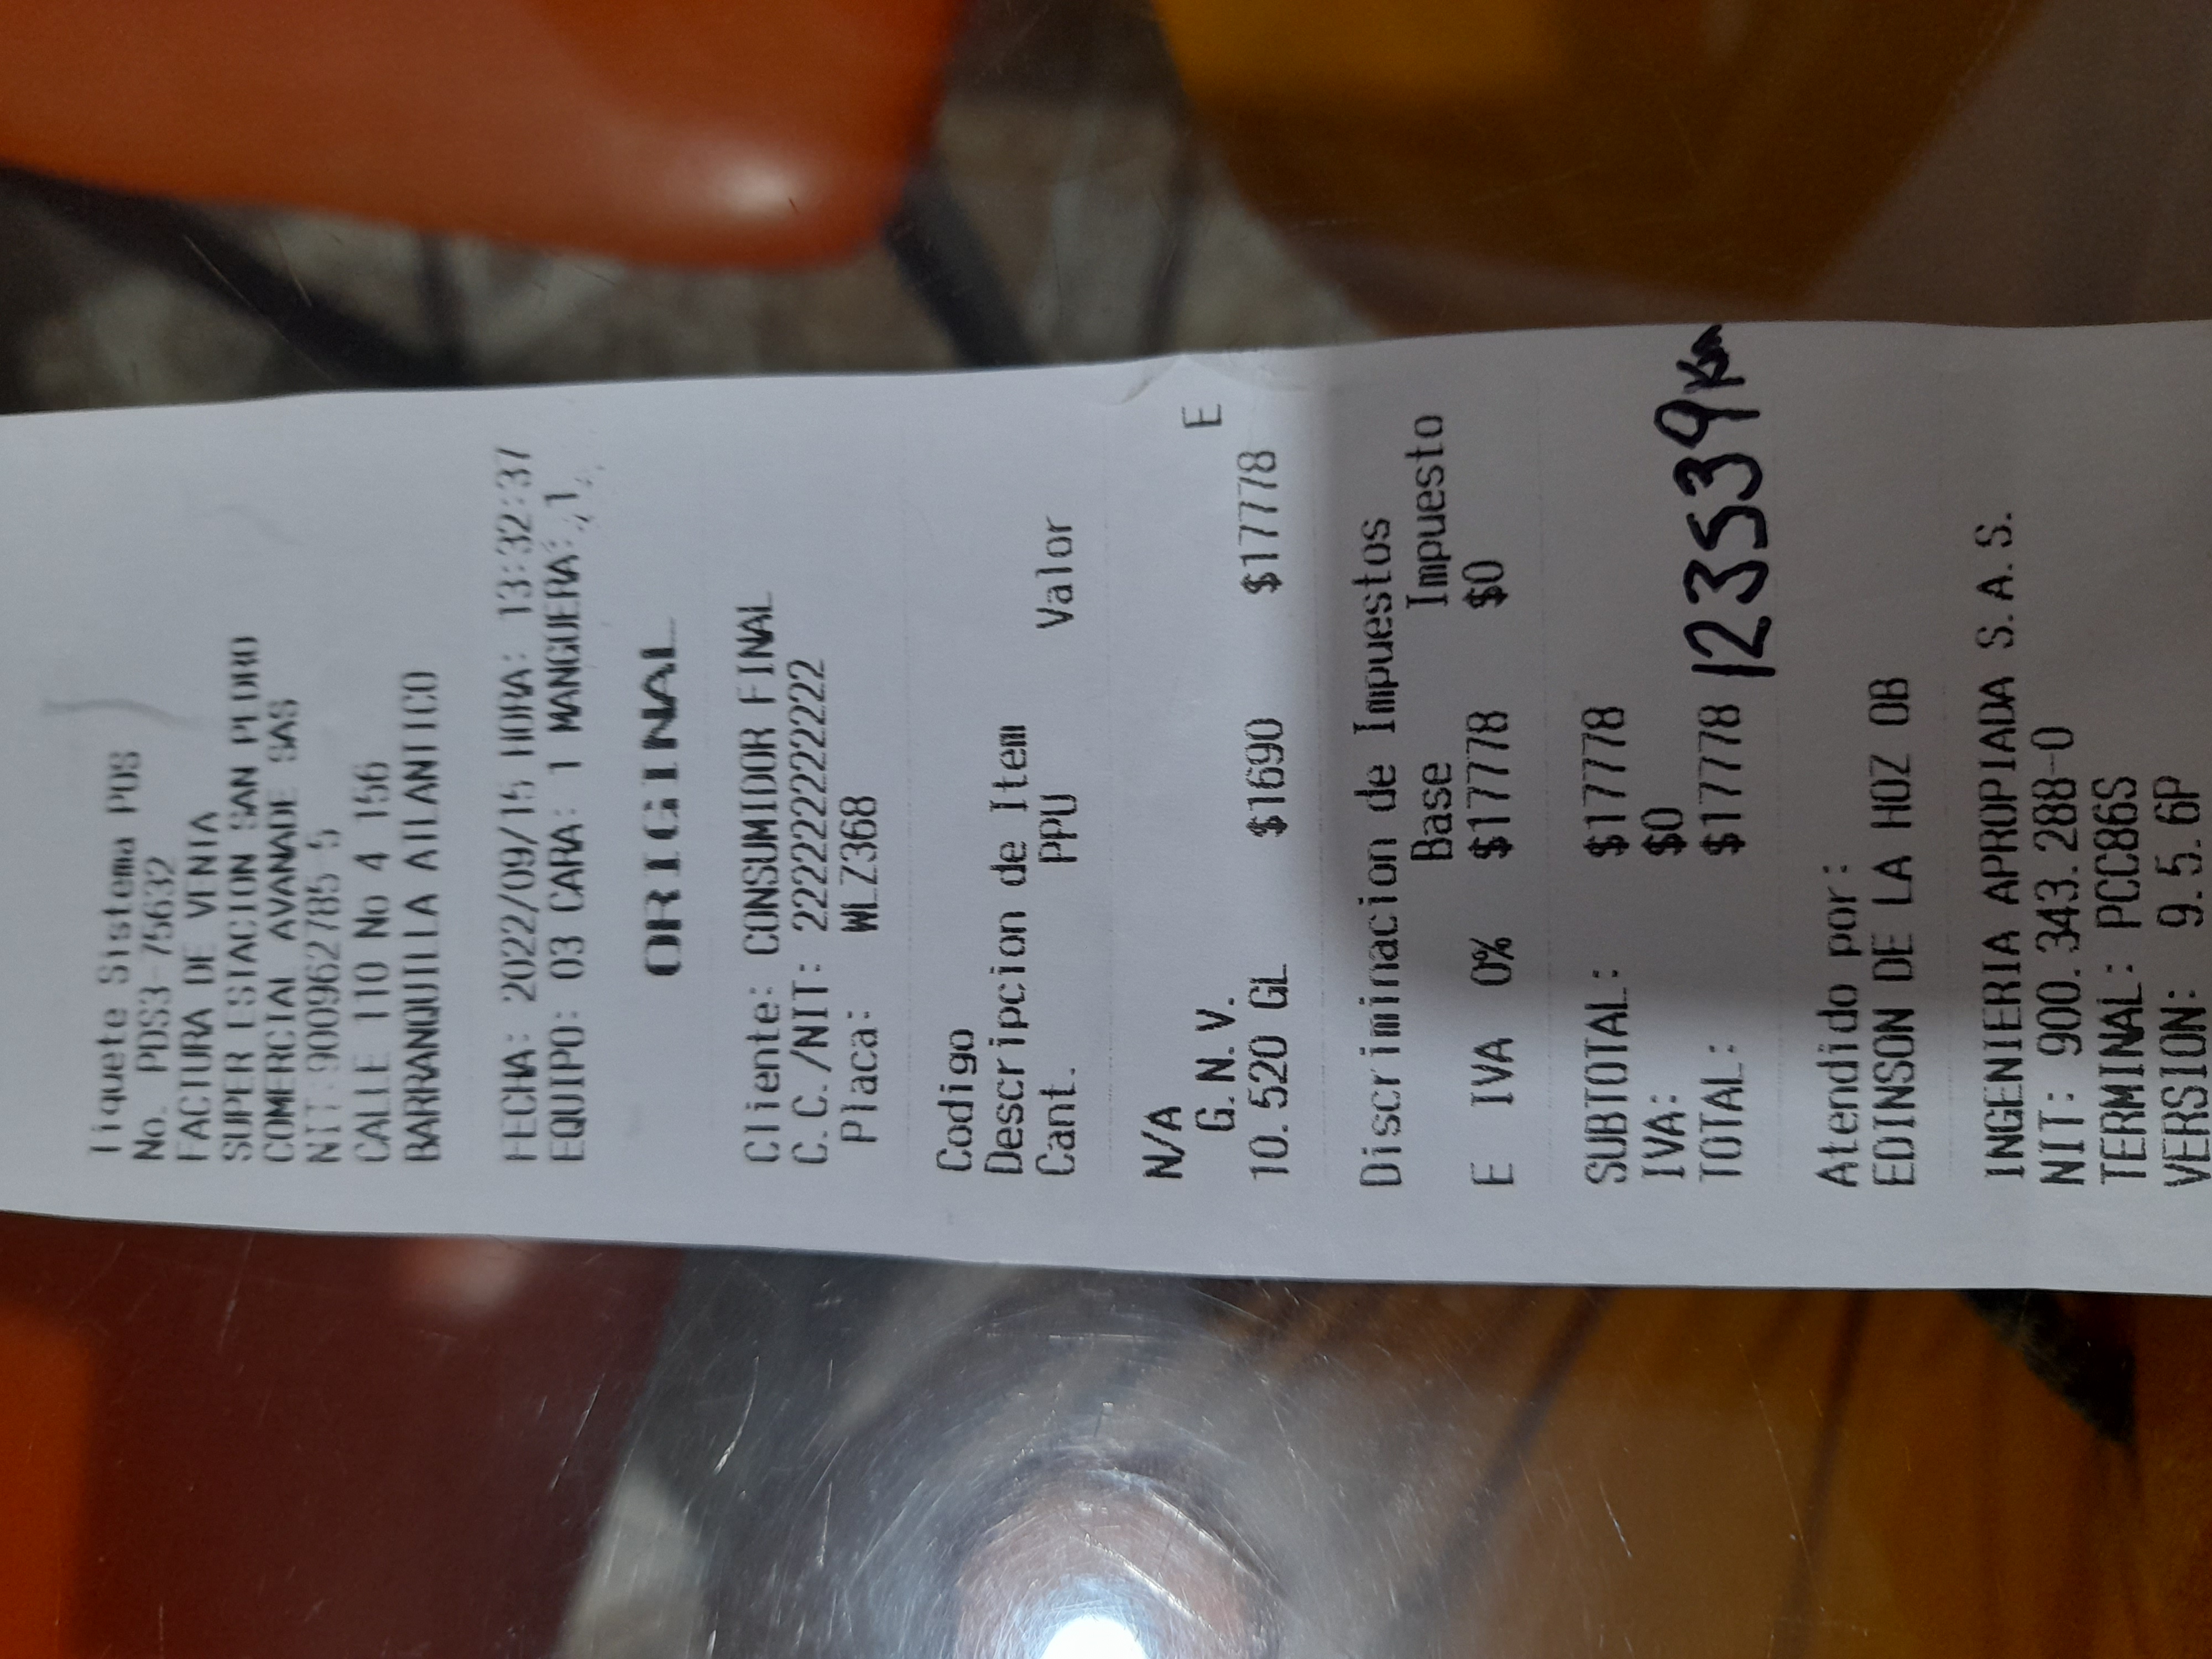 Tiquete Sistema POS
No. PDS3-75632
FACTURA DE VENTA
SUPER ESTACION SAN PEDRO
COMERCIAL AVANADE SAS
NIT:900962785-5
CALLE 110 No 4 156
BARRANQUILLA ATLANTICO
FECHA: 2022/09/15 HORA: 13:32:37
EQUIPO: 03 CARA: 1 MANGUERA: 1
ORIGINAL
Cliente: CONSUMIDOR FINAL
C.C./NIT: 222222222222
Placa: WLZ368
Codigo
Descripcion de Item
Cant. PPU Valor
N/A
G.N.V. E
10.520 GL $1690 $17778
Discriminacion de Impuestos
Base Impuesto
E IVA 0% $17778 $0
SUBTOTAL: $17778
IVA: $0
TOTAL: $17778 123539 Km
Atendido por:
EDINSON DE LA HOZ OB
INGENIERIA APROPIADA S.A.S.
NIT: 900.343.288-0
TERMINAL: PCC86S
VERSION: 9.5.6P